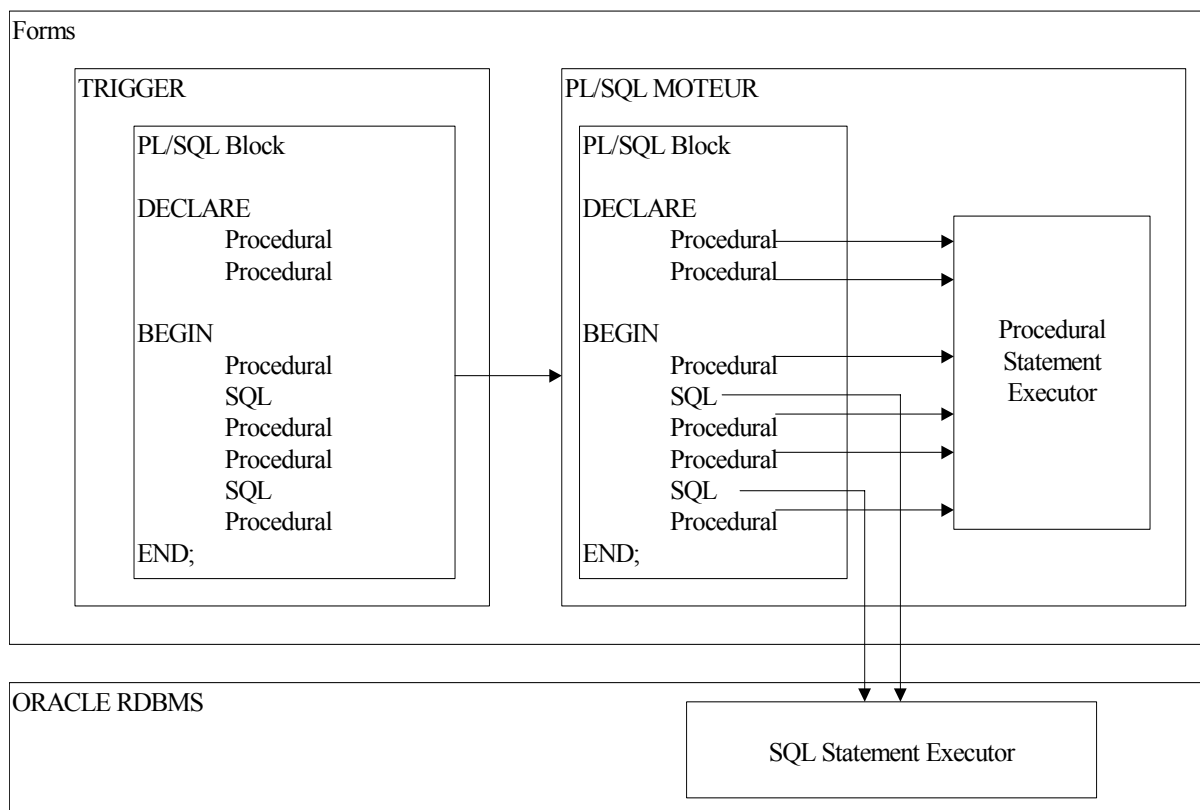 Forms
TRIGGER
PL/SQL Block
DECLARE
Procedural
Procedural
BEGIN
Procedural
SQL
Procedural
Procedural
SQL
Procedural
END;
PL/SQL MOTEUR
PL/SQL Block
DECLARE
Procedural
Procedural
BEGIN
Procedural
SQL
Procedural
Procedural
SQL
Procedural
END;
Procedural
Statement
Executor
ORACLE RDBMS
SQL Statement Executor